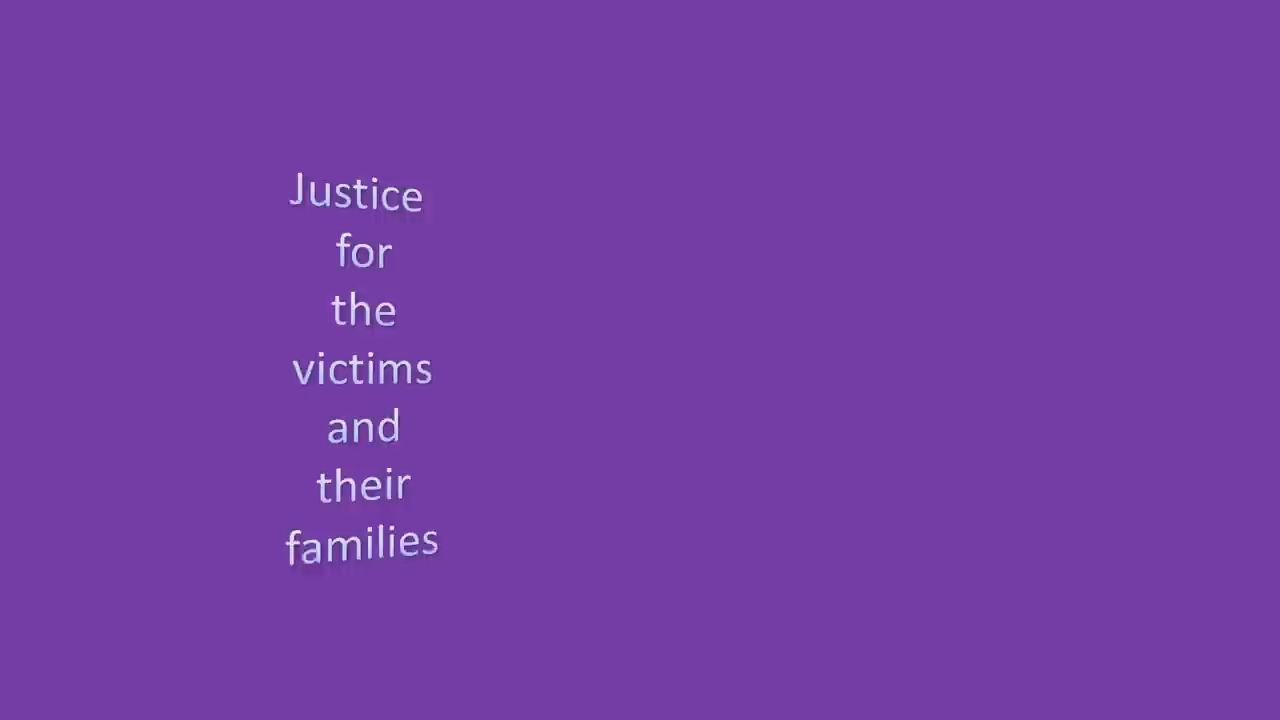 Justice
for
the
victims
and
their
families